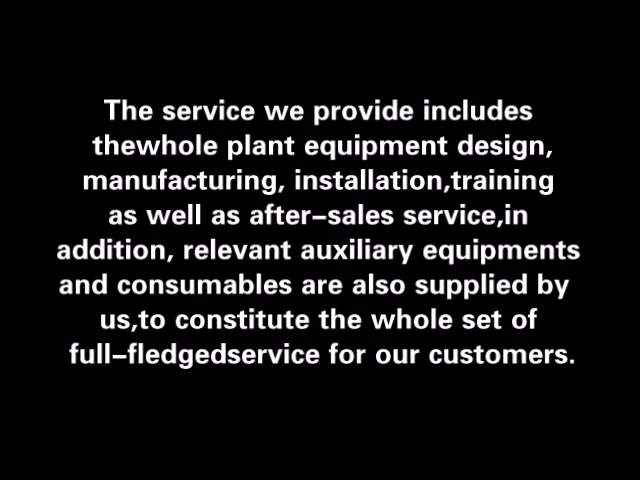 The service we provide includes
thewhole plant equipment design,
manufacturing, installation,training
as well as after-sales service,in
addition, relevant auxiliary equipments
and consumables are also supplied by
us,to constitute the whole set of
full-fledgedservice for our customers.